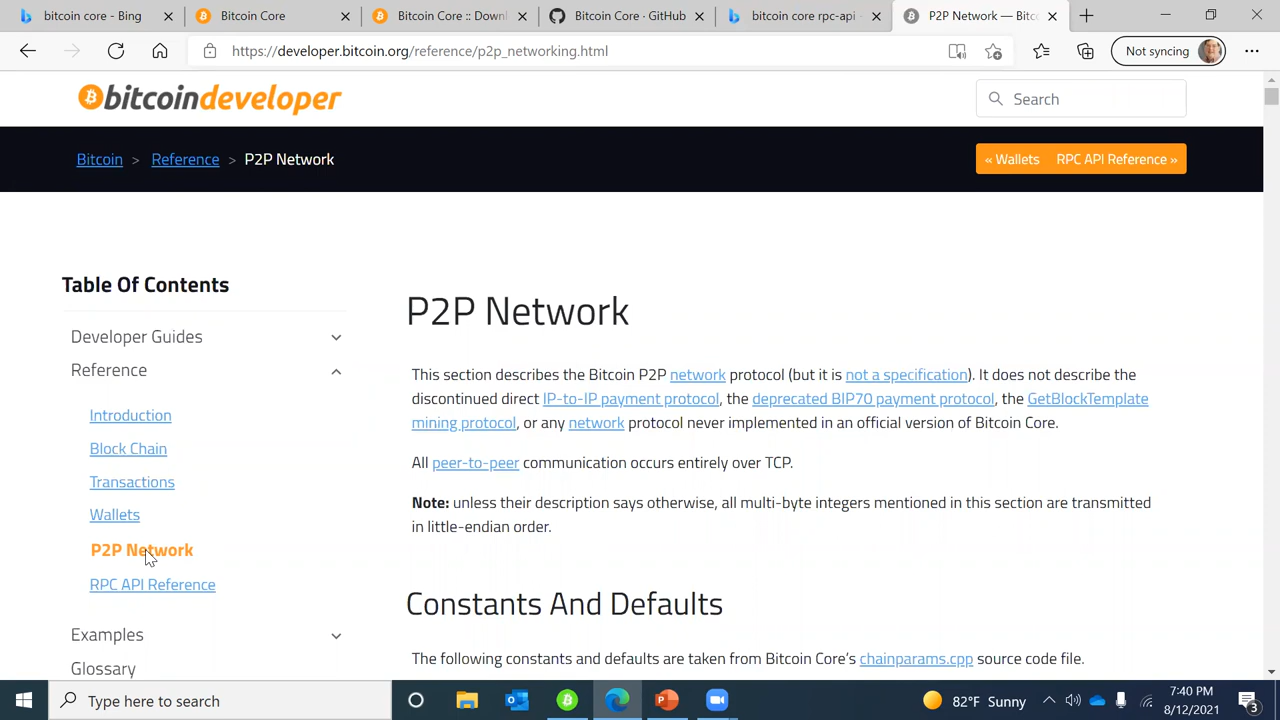 bitcoin core - Bing
Bitcoin Core
Bitcoin Core :: Downl
Bitcoin Core · GitHub
bitcoin core rpc-api -
P2P Network — Bitc
https://developer.bitcoin.org/reference/p2p_networking.html
Not syncing
bitcoindeveloper
Search
Bitcoin > Reference > P2P Network
« Wallets RPC API Reference »
Table Of Contents
Developer Guides
Reference
Introduction
Block Chain
Transactions
Wallets
P2P Network
RPC API Reference
Examples
Glossary
P2P Network
This section describes the Bitcoin P2P network protocol (but it is not a specification). It does not describe the
discontinued direct IP-to-IP payment protocol, the deprecated BIP70 payment protocol, the GetBlockTemplate
mining protocol, or any network protocol never implemented in an official version of Bitcoin Core.
All peer-to-peer communication occurs entirely over TCP.
Note: unless their description says otherwise, all multi-byte integers mentioned in this section are transmitted
in little-endian order.
Constants And Defaults
The following constants and defaults are taken from Bitcoin Core’s chainparams.cpp source code file.
Type here to search
82°F Sunny
7:40 PM
8/12/2021
3